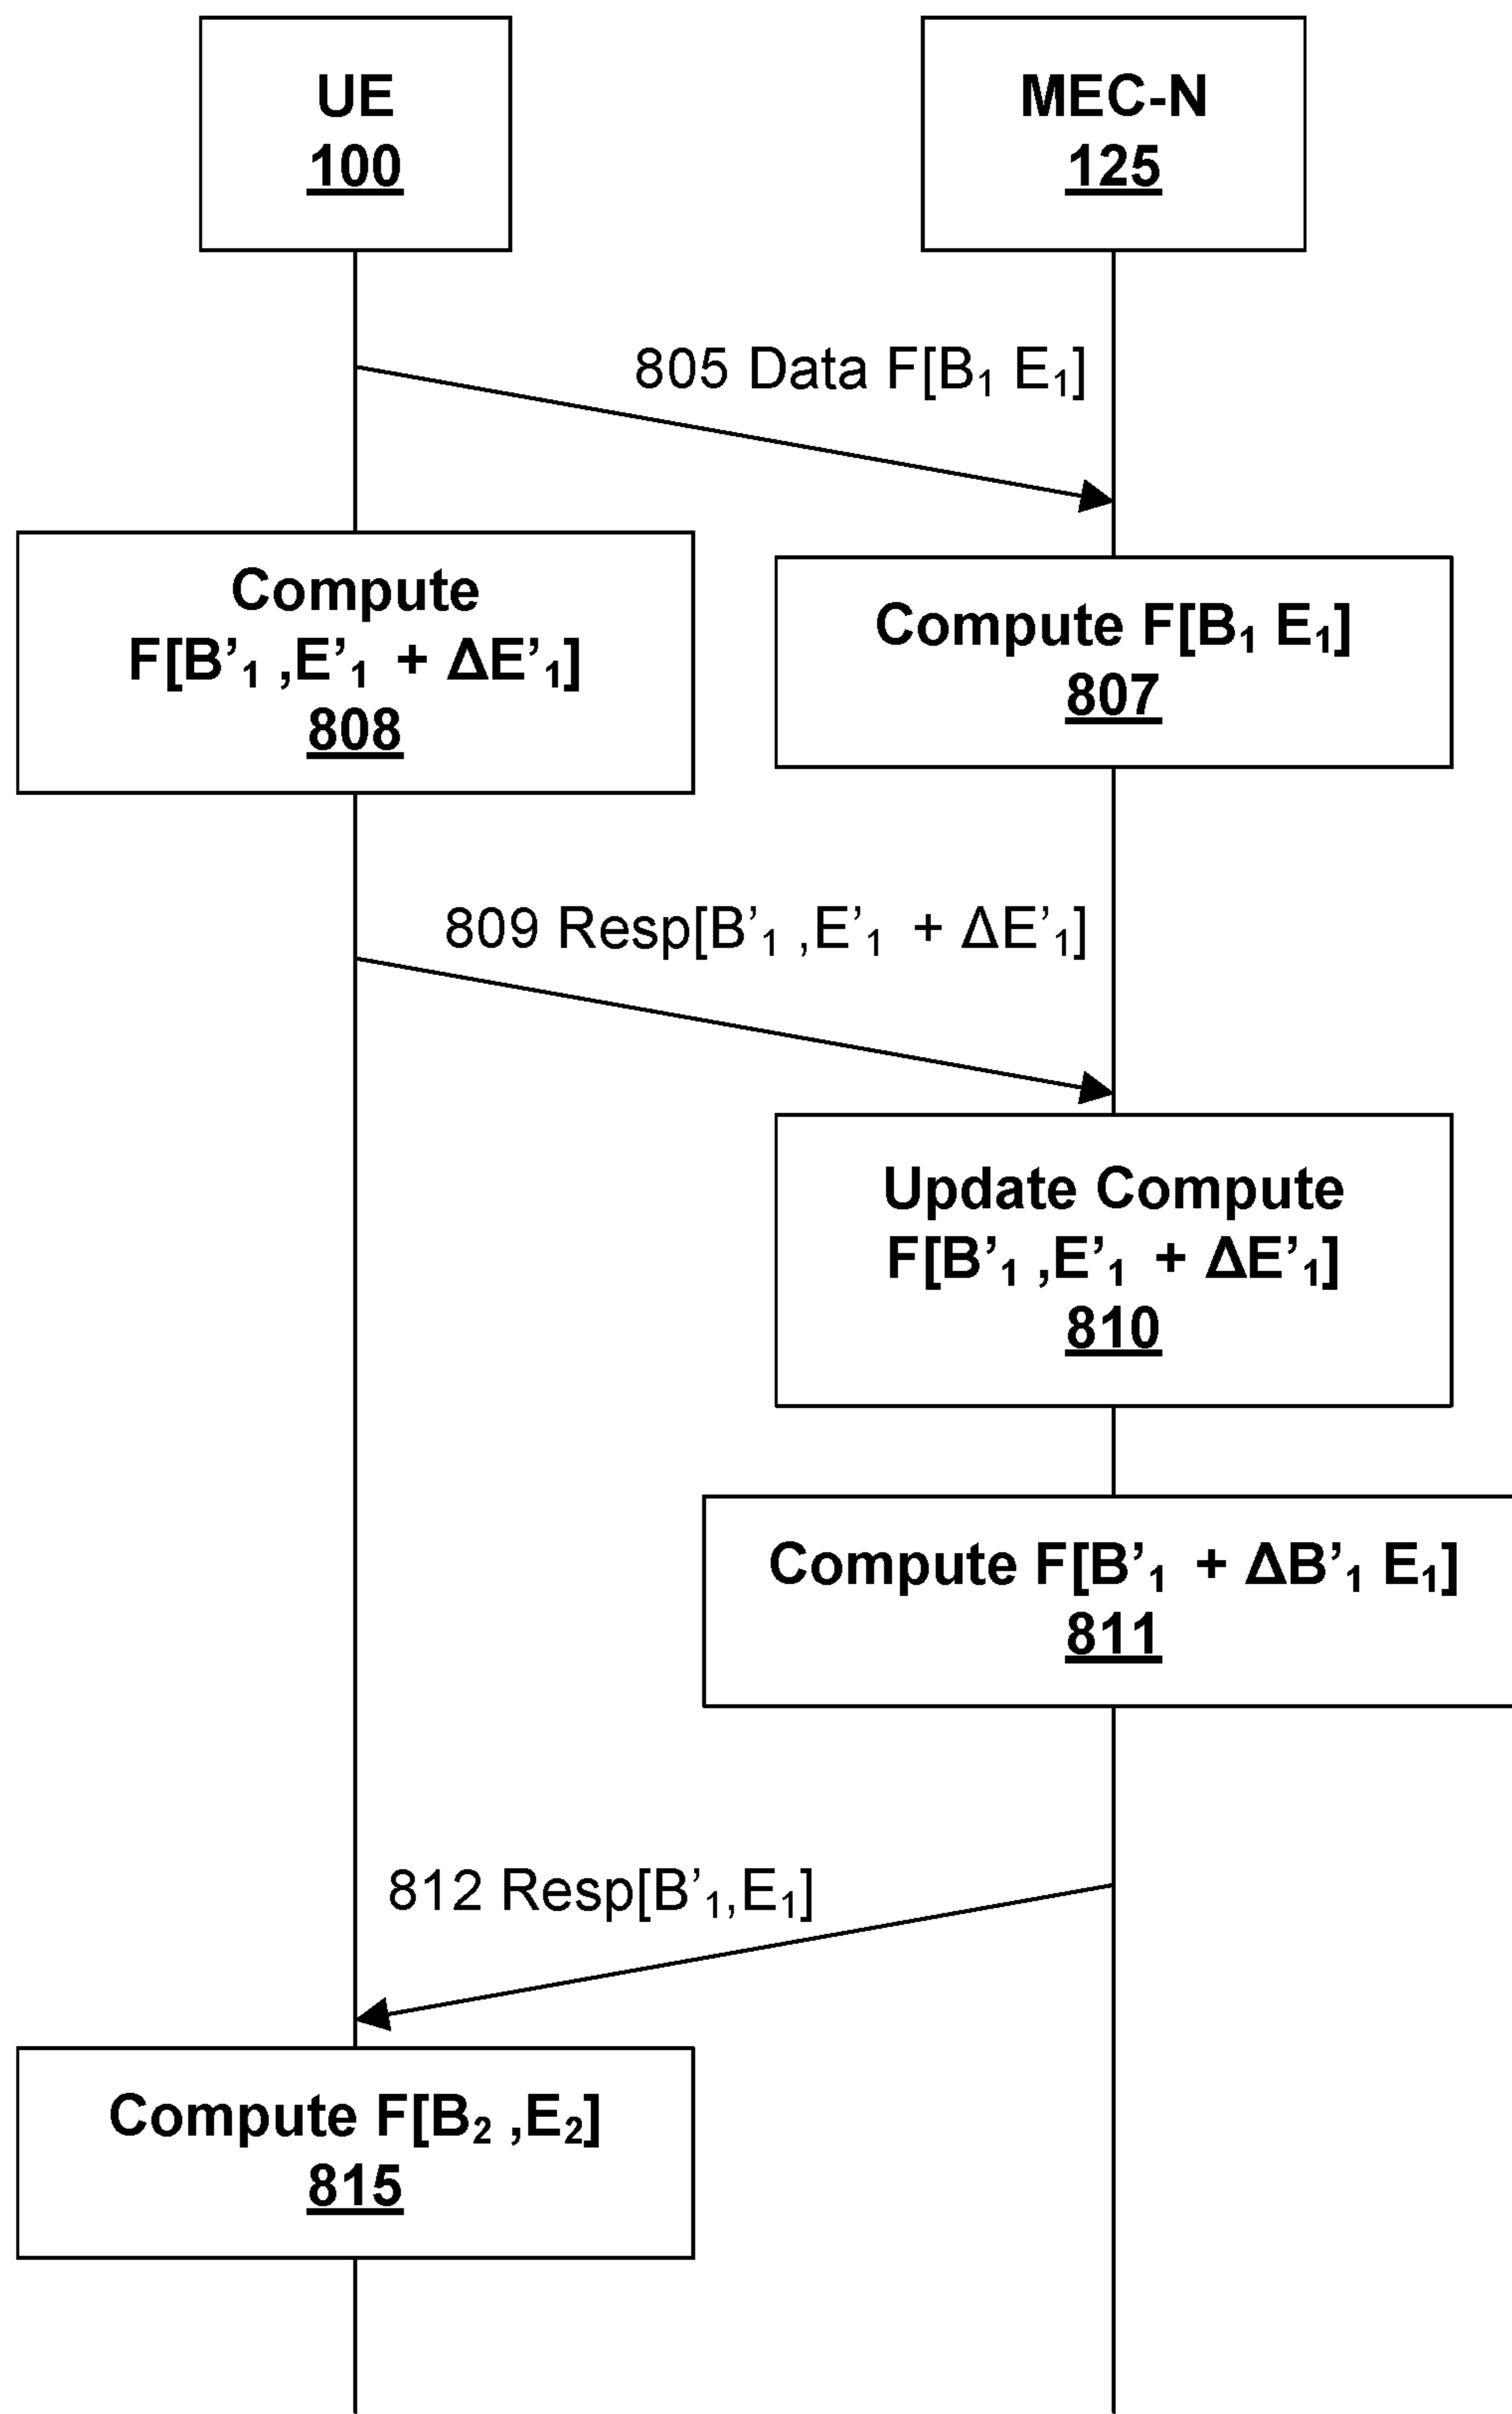 UE
100
MEC-N
125
805 Data F[B₁ E₁]
Compute
F[B’₁ ,E’₁ + ΔE’₁]
808
Compute F[B₁ E₁]
807
809 Resp[B’₁ ,E’₁ + ΔE’₁]
Update Compute
F[B’₁ ,E’₁ + ΔE’₁]
810
Compute F[B’₁ + ΔB’₁ E₁]
811
812 Resp[B’₁,E₁]
Compute F[B₂ ,E₂]
815